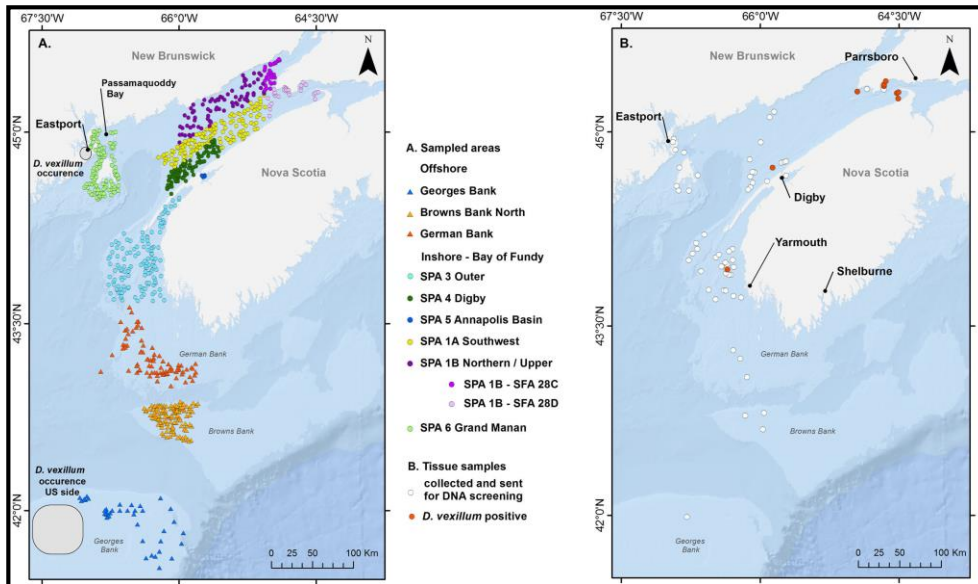 67°30'W 66°0'W 64°30'W
A.
N
New Brunswick
Passamaquoddy
Bay
Eastport
D. vexillum
occurence
45°0'N
Nova Scotia
43°30'N
German Bank
Browns Bank
D. vexillum
occurence
US side
42°0'N
Georges
Bank
0 25 50 100 Km
A. Sampled areas
Offshore
Georges Bank
Browns Bank North
German Bank
Inshore - Bay of Fundy
SPA 3 Outer
SPA 4 Digby
SPA 5 Annapolis Basin
SPA 1A Southwest
SPA 1B Northern / Upper
SPA 1B - SFA 28C
SPA 1B - SFA 28D
SPA 6 Grand Manan
B. Tissue samples
collected and sent
for DNA screening
D. vexillum positive
67°30'W 66°0'W 64°30'W
B.
N
New Brunswick
Parrsboro
Eastport
45°0'N
Nova Scotia
Digby
Yarmouth
Shelburne
43°30'N
German Bank
Browns Bank
42°0'N
Georges
Bank
0 25 50 100 Km